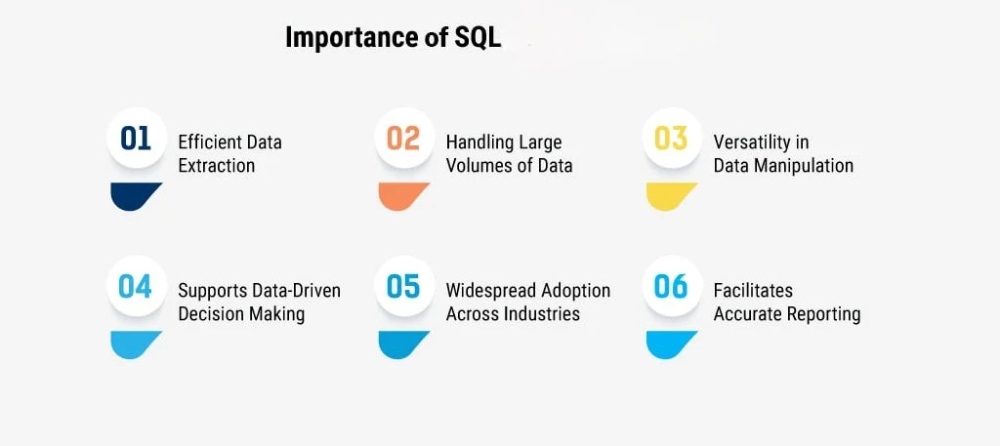 Importance of SQL
01
Efficient Data
Extraction
02
Handling Large
Volumes of Data
03
Versatility in
Data Manipulation
04
Supports Data-Driven
Decision Making
05
Widespread Adoption
Across Industries
06
Facilitates
Accurate Reporting